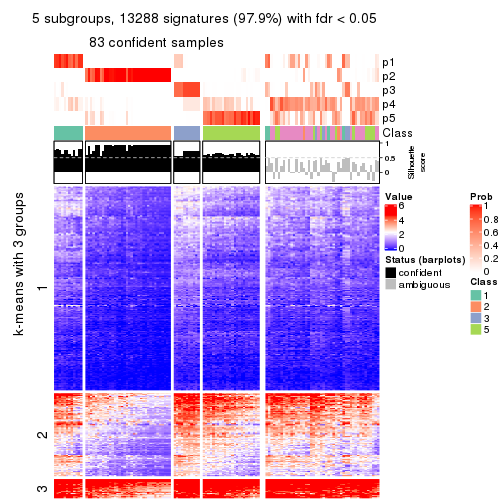 5 subgroups, 13288 signatures (97.9%) with fdr < 0.05
83 confident samples
p1
p2
p3
p4
p5
Class
1
0.5
0
Silhouette
score
k-means with 3 groups
1
2
3
Value
6
4
2
0
Status (barplots)
confident
ambiguous
Prob
1
0.8
0.6
0.4
0.2
0
Class
1
2
3
5